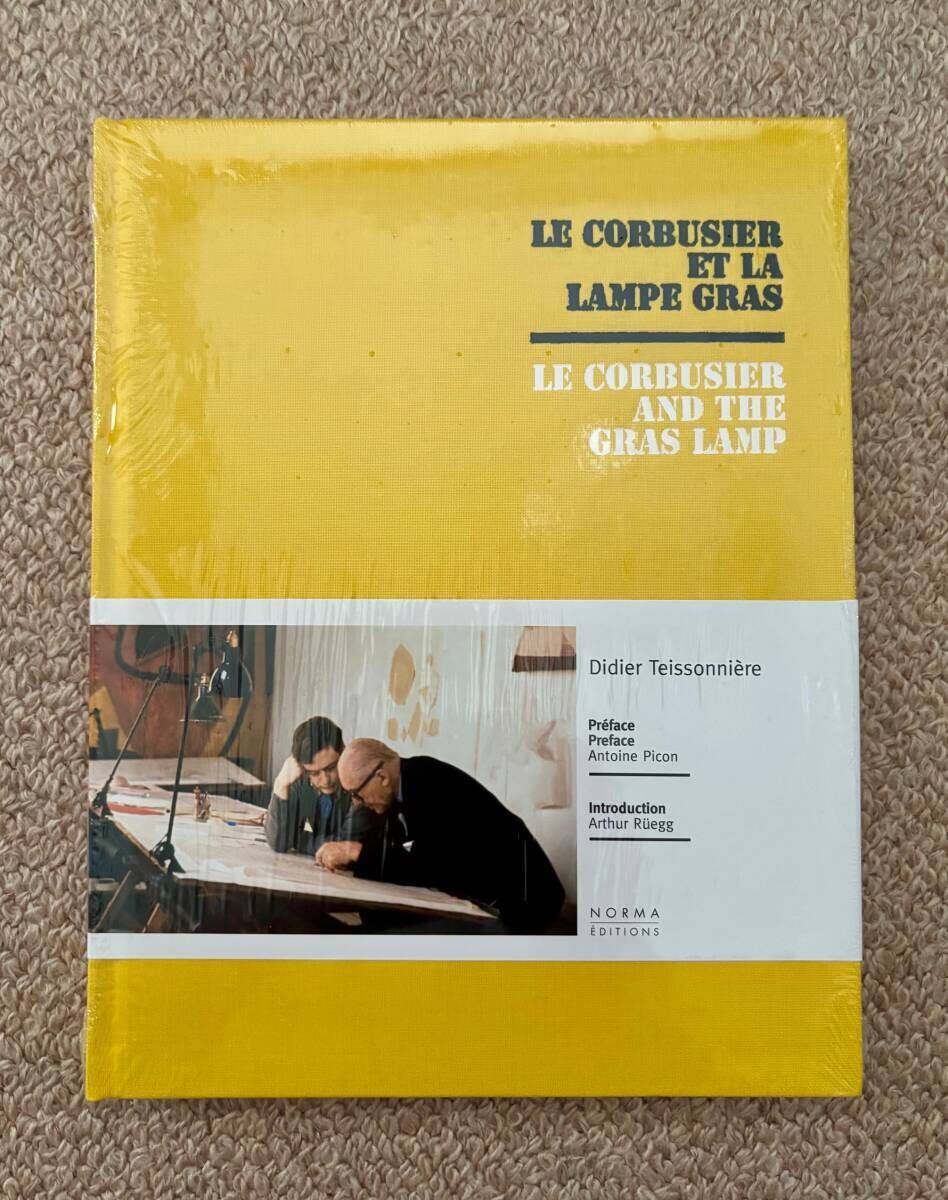 LE CORBUSIER
ET LA
LAMPE GRAS
LE CORBUSIER
AND THE
GRAS LAMP
Didier Teissonnière
Préface
Preface
Antoine Picon
Introduction
Arthur Rüegg
NORMA
ÉDITIONS